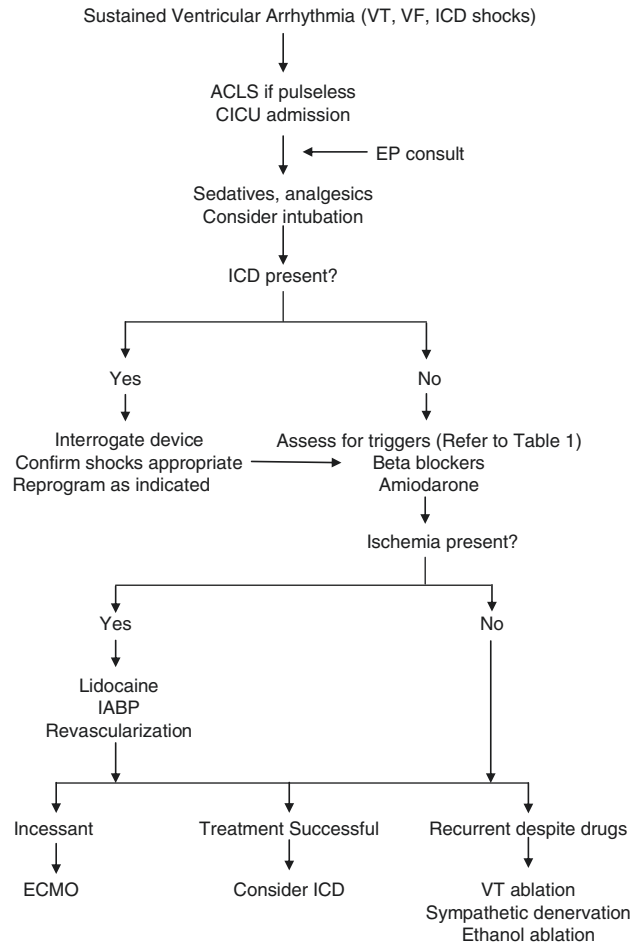 Sustained Ventricular Arrhythmia (VT, VF, ICD shocks)
ACLS if pulseless
CICU admission
EP consult
Sedatives, analgesics
Consider intubation
ICD present?
Yes
No
Interrogate device
Confirm shocks appropriate
Reprogram as indicated
Assess for triggers (Refer to Table 1)
Beta blockers
Amiodarone
Ischemia present?
Yes
No
Lidocaine
IABP
Revascularization
Incessant
Treatment Successful
Recurrent despite drugs
ECMO
Consider ICD
VT ablation
Sympathetic denervation
Ethanol ablation